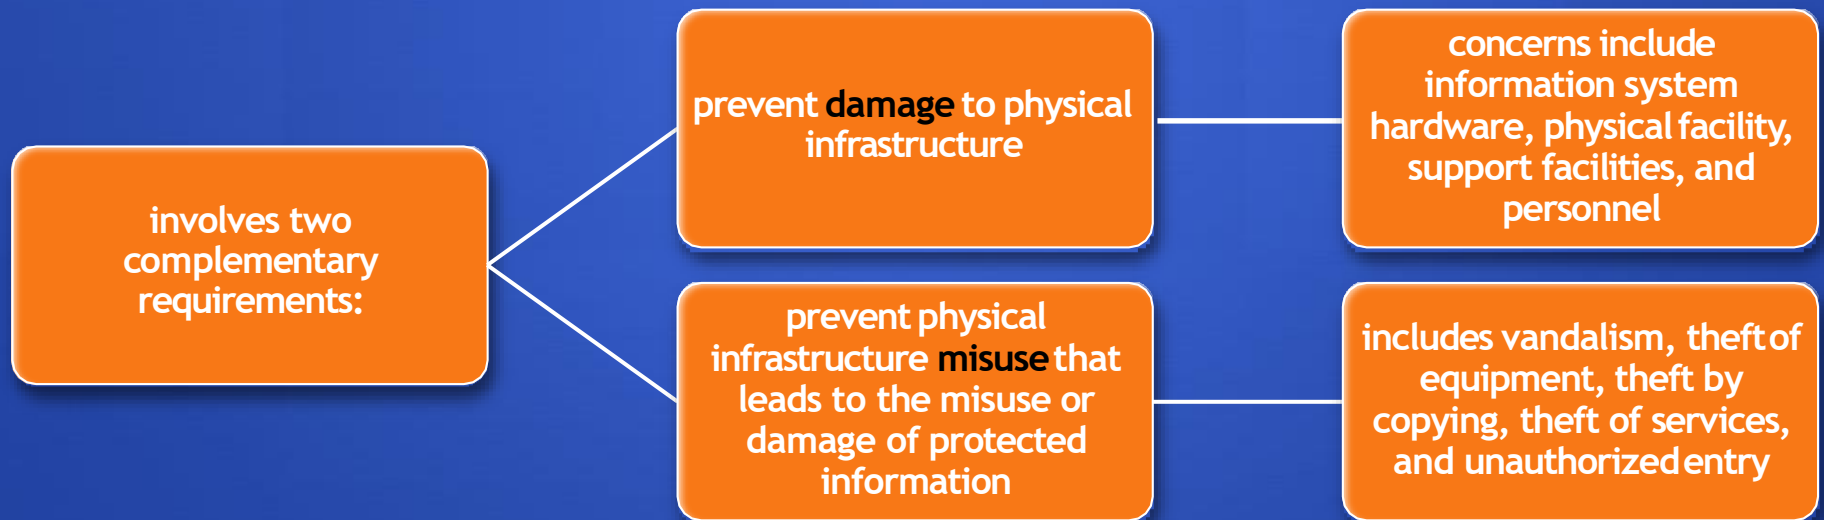 involves two
complementary
requirements:
prevent damage to physical
infrastructure
concerns include
information system
hardware, physical facility,
support facilities, and
personnel
prevent physical
infrastructure misuse that
leads to the misuse or
damage of protected
information
includes vandalism, theft of
equipment, theft by
copying, theft of services,
and unauthorized entry